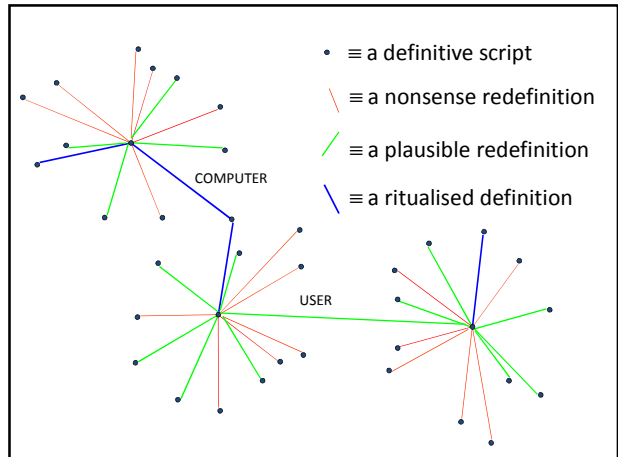 ≡ a definitive script
≡ a nonsense redefinition
≡ a plausible redefinition
≡ a ritualised definition
COMPUTER
USER